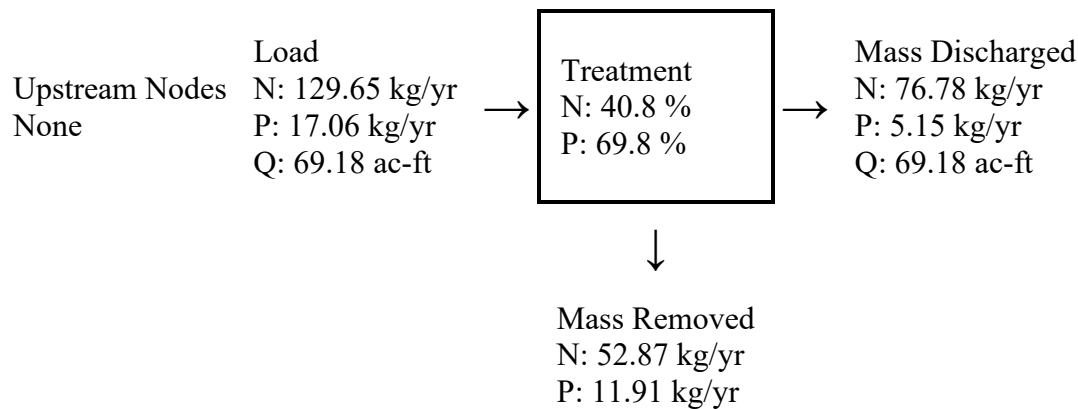 Upstream Nodes
None
Load
N: 129.65 kg/yr
P: 17.06 kg/yr
Q: 69.18 ac-ft
→
Treatment
N: 40.8 %
P: 69.8 %
→
Mass Discharged
N: 76.78 kg/yr
P: 5.15 kg/yr
Q: 69.18 ac-ft
↓
Mass Removed
N: 52.87 kg/yr
P: 11.91 kg/yr